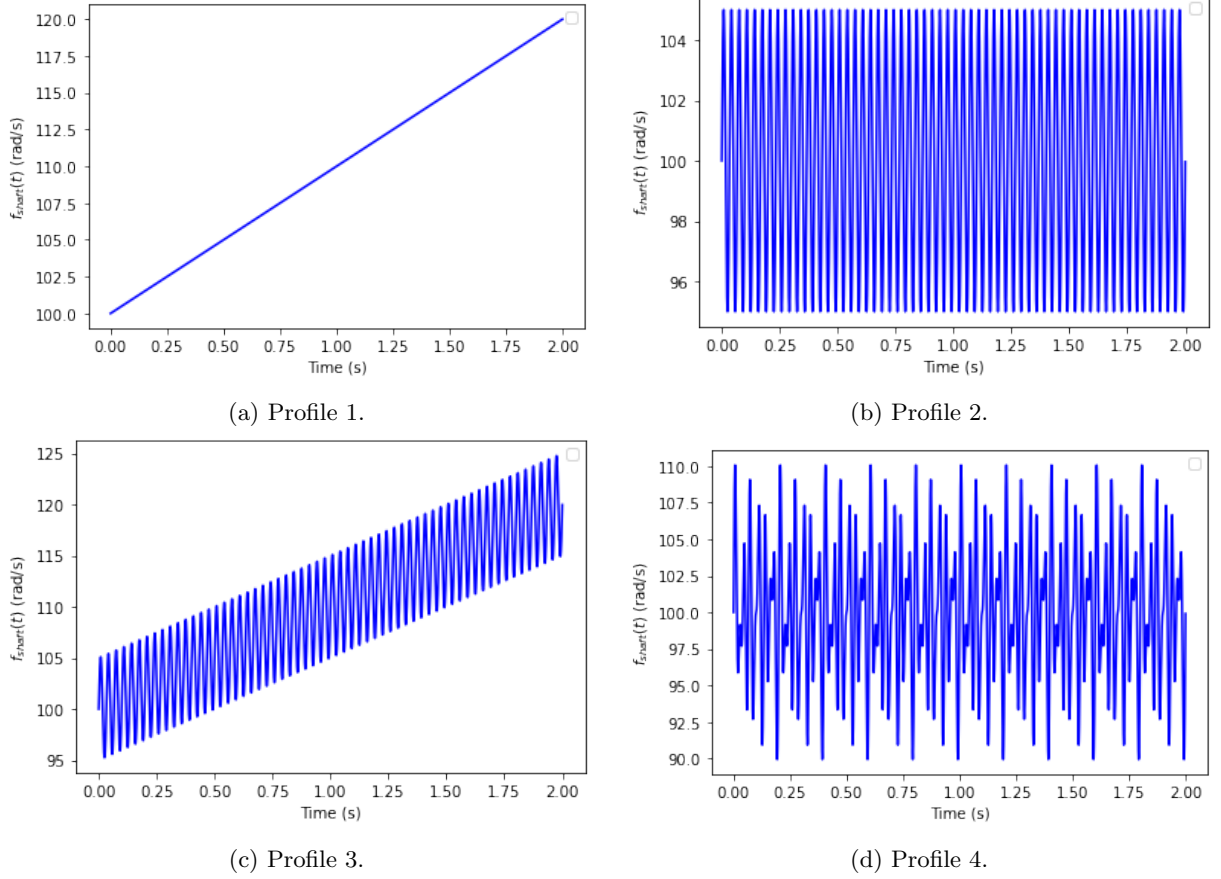 120.0
117.5
115.0
112.5
110.0
107.5
105.0
102.5
100.0
f_shaft(t) (rad/s)
0.00 0.25 0.50 0.75 1.00 1.25 1.50 1.75 2.00
Time (s)
(a) Profile 1.
104
102
100
98
96
f_shaft(t) (rad/s)
0.00 0.25 0.50 0.75 1.00 1.25 1.50 1.75 2.00
Time (s)
(b) Profile 2.
125
120
115
110
105
100
95
f_shaft(t) (rad/s)
0.00 0.25 0.50 0.75 1.00 1.25 1.50 1.75 2.00
Time (s)
(c) Profile 3.
110.0
107.5
105.0
102.5
100.0
97.5
95.0
92.5
90.0
f_shaft(t) (rad/s)
0.00 0.25 0.50 0.75 1.00 1.25 1.50 1.75 2.00
Time (s)
(d) Profile 4.